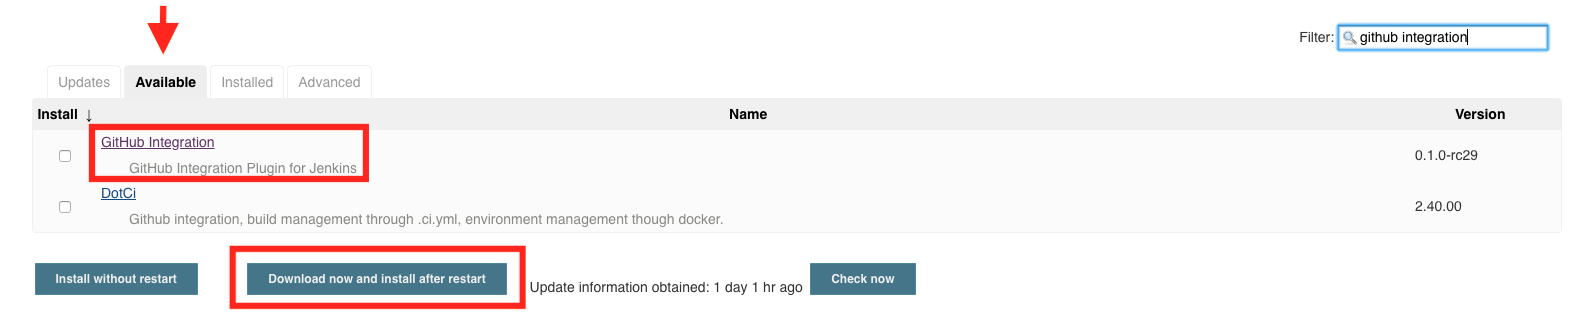 Filter: github integration
Updates Available Installed Advanced
Install ↓ Name Version
GitHub Integration
GitHub Integration Plugin for Jenkins
0.1.0-rc29
DotCi
Github integration, build management through .ci.yml, environment management though docker.
2.40.00
Install without restart Download now and install after restart Update information obtained: 1 day 1 hr ago Check now